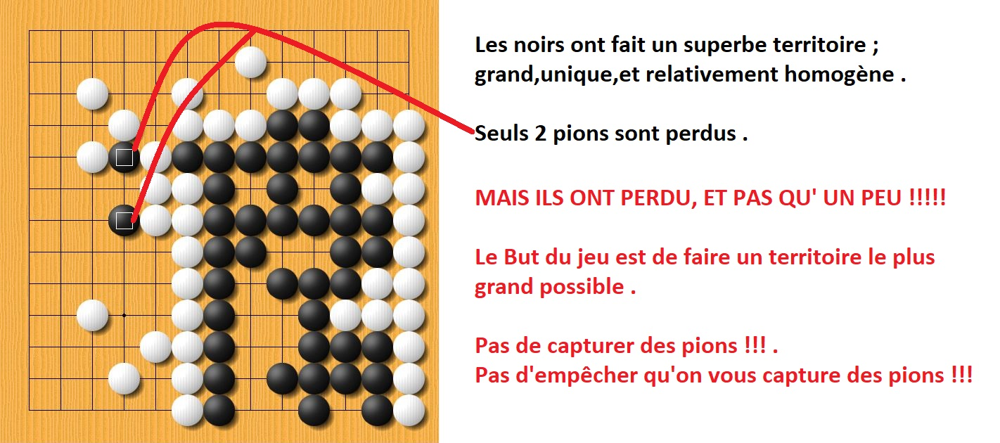 Les noirs ont fait un superbe territoire ;
grand,unique,et relativement homogène .
Seuls 2 pions sont perdus .
MAIS ILS ONT PERDU, ET PAS QU' UN PEU !!!!!
Le But du jeu est de faire un territoire le plus
grand possible .
Pas de capturer des pions !!! .
Pas d'empêcher qu'on vous capture des pions !!!